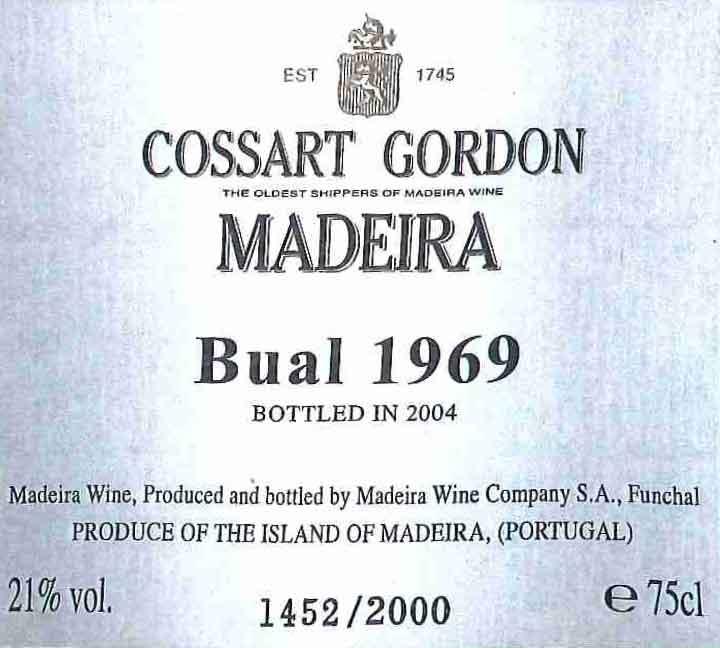 EST 1745
COSSART GORDON
THE OLDEST SHIPPERS OF MADEIRA WINE
MADEIRA
Bual 1969
BOTTLED IN 2004
Madeira Wine, Produced and bottled by Madeira Wine Company S.A., Funchal
PRODUCE OF THE ISLAND OF MADEIRA, (PORTUGAL)
21% vol. 1452/2000 e 75cl